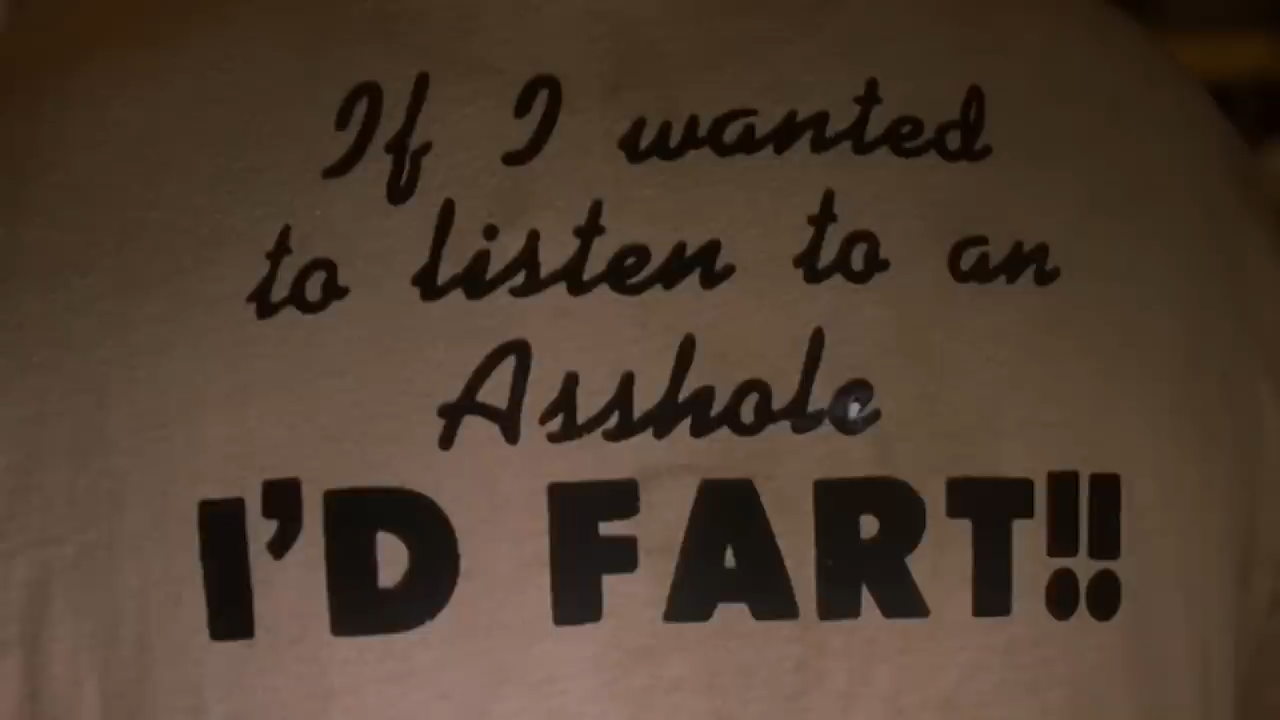 If I wanted
to listen to an
Asshole
I'D FART!!